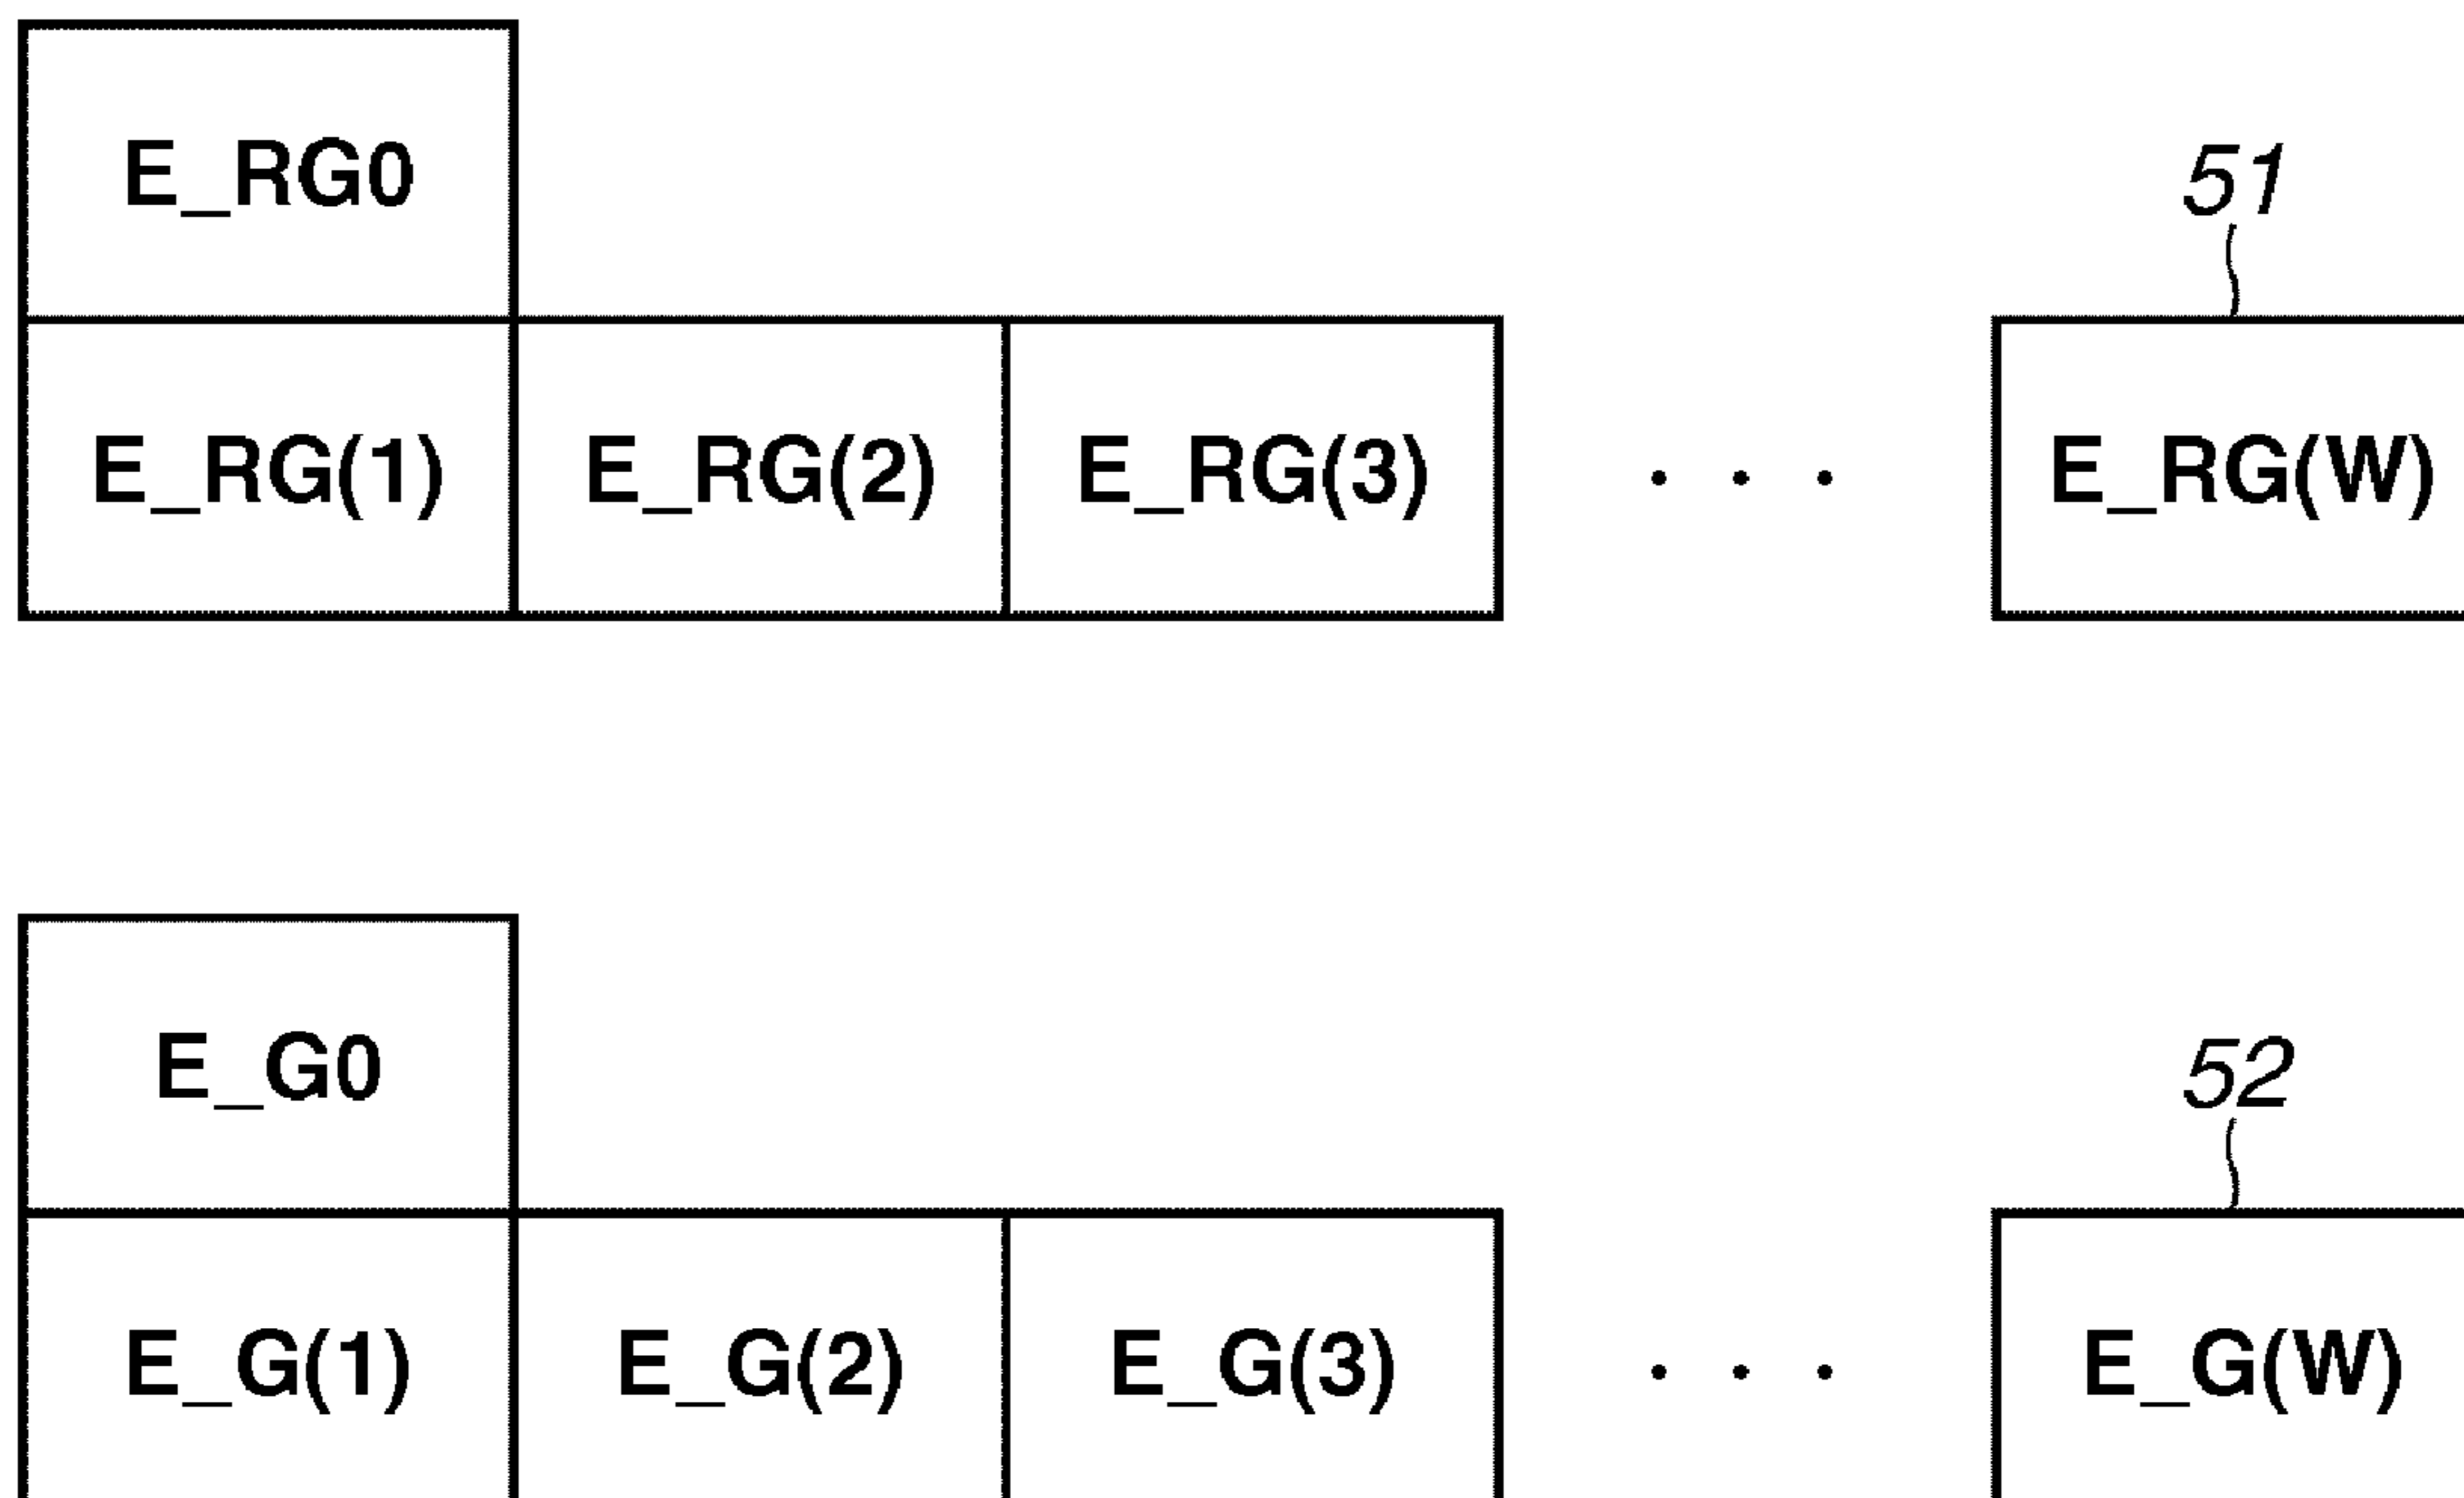 E_RG0
51
E_RG(1) E_RG(2) E_RG(3) . . . E_RG(W)
E_G0
52
E_G(1) E_G(2) E_G(3) . . . E_G(W)